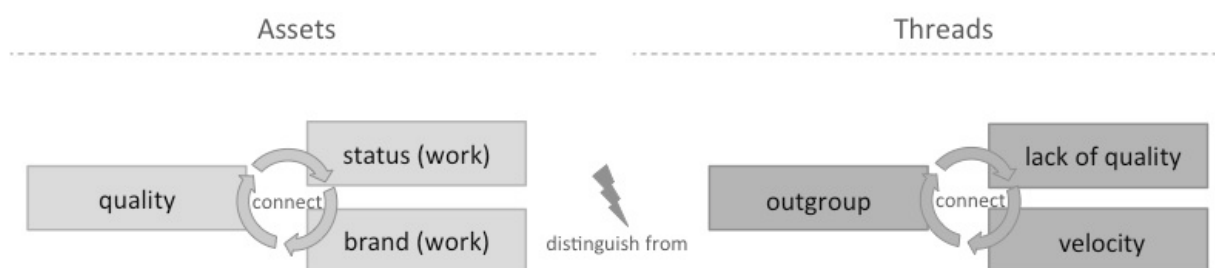 Assets
Threads
status (work)
quality
connect
brand (work)
distinguish from
lack of quality
outgroup
connect
velocity